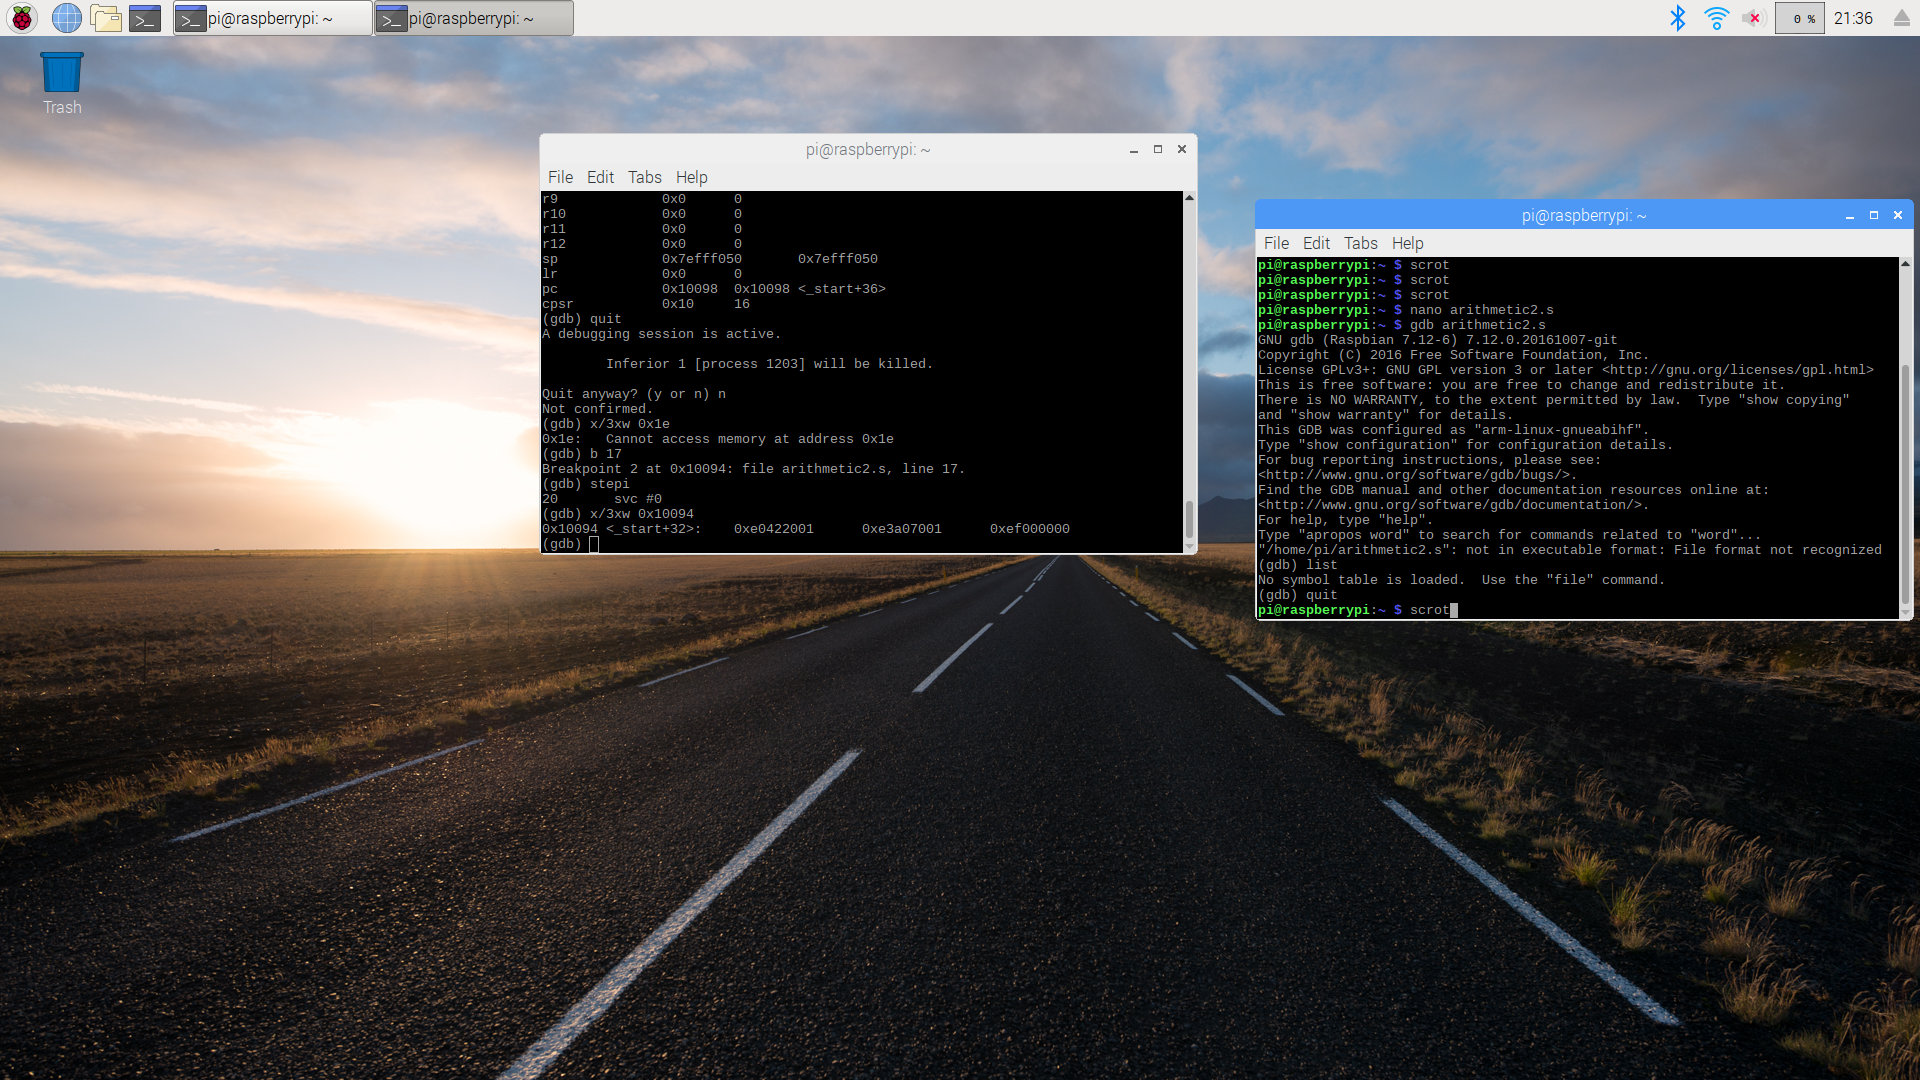 pi@raspberrypi: ~
pi@raspberrypi: ~
0 %
21:36
Trash
pi@raspberrypi: ~
File Edit Tabs Help
r9 0x0 0
r10 0x0 0
r11 0x0 0
r12 0x0 0
sp 0x7efff050 0x7efff050
lr 0x0 0
pc 0x10098 0x10098 <_start+36>
cpsr 0x10 16
(gdb) quit
A debugging session is active.
Inferior 1 [process 1203] will be killed.
Quit anyway? (y or n) n
Not confirmed.
(gdb) x/3xw 0x1e
0x1e: Cannot access memory at address 0x1e
(gdb) b 17
Breakpoint 2 at 0x10094: file arithmetic2.s, line 17.
(gdb) stepi
20 svc #0
(gdb) x/3xw 0x10094
0x10094 <_start+32>: 0xe0422001 0xe3a07001 0xef000000
(gdb)
pi@raspberrypi: ~
File Edit Tabs Help
pi@raspberrypi:~ $ scrot
pi@raspberrypi:~ $ scrot
pi@raspberrypi:~ $ scrot
pi@raspberrypi:~ $ nano arithmetic2.s
pi@raspberrypi:~ $ gdb arithmetic2.s
GNU gdb (Raspbian 7.12-6) 7.12.0.20161007-git
Copyright (C) 2016 Free Software Foundation, Inc.
License GPLv3+: GNU GPL version 3 or later <http://gnu.org/licenses/gpl.html>
This is free software: you are free to change and redistribute it.
There is NO WARRANTY, to the extent permitted by law.  Type "show copying"
and "show warranty" for details.
This GDB was configured as "arm-linux-gnueabihf".
Type "show configuration" for configuration details.
For bug reporting instructions, please see:
<http://www.gnu.org/software/gdb/bugs/>.
Find the GDB manual and other documentation resources online at:
<http://www.gnu.org/software/gdb/documentation/>.
For help, type "help".
Type "apropos word" to search for commands related to "word"...
"/home/pi/arithmetic2.s": not in executable format: File format not recognized
(gdb) list
No symbol table is loaded.  Use the "file" command.
(gdb) quit
pi@raspberrypi:~ $ scrot